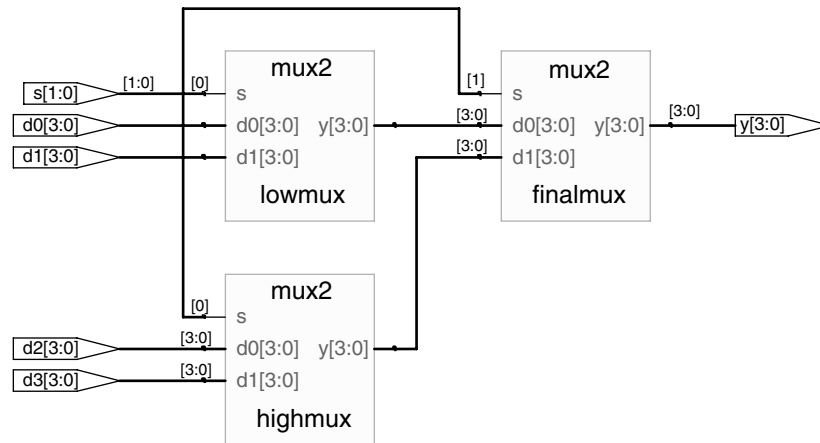 mux2
s[1:0]
[1:0]
[0]
s
d0[3:0]
d0[3:0]
y[3:0]
d1[3:0]
d1[3:0]
lowmux
mux2
[1]
s
[3:0]
d0[3:0]
y[3:0]
[3:0]
y[3:0]
[3:0]
d1[3:0]
finalmux
mux2
[0]
s
d2[3:0]
[3:0]
d0[3:0]
y[3:0]
d3[3:0]
[3:0]
d1[3:0]
highmux